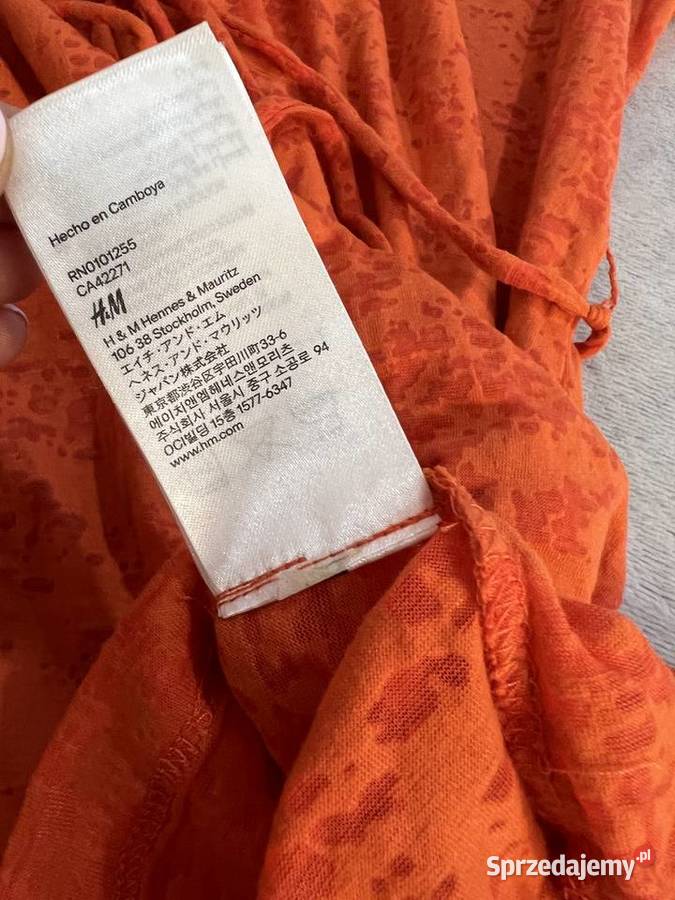 Hecho en Camboya
RN0101255
CA42271
H&M
H & M Hennes & Mauritz
106 38 Stockholm, Sweden
エイチ・アンド・エム
ヘネス・アンド・マウリッツ
ジャパン株式会社
東京都渋谷区宇田川町33-6
에이치앤엠헤네스앤모리츠
주식회사 서울시 중구 소공로 94
OCI빌딩 15층 1577-6347
www.hm.com
Sprzedajemy.pl